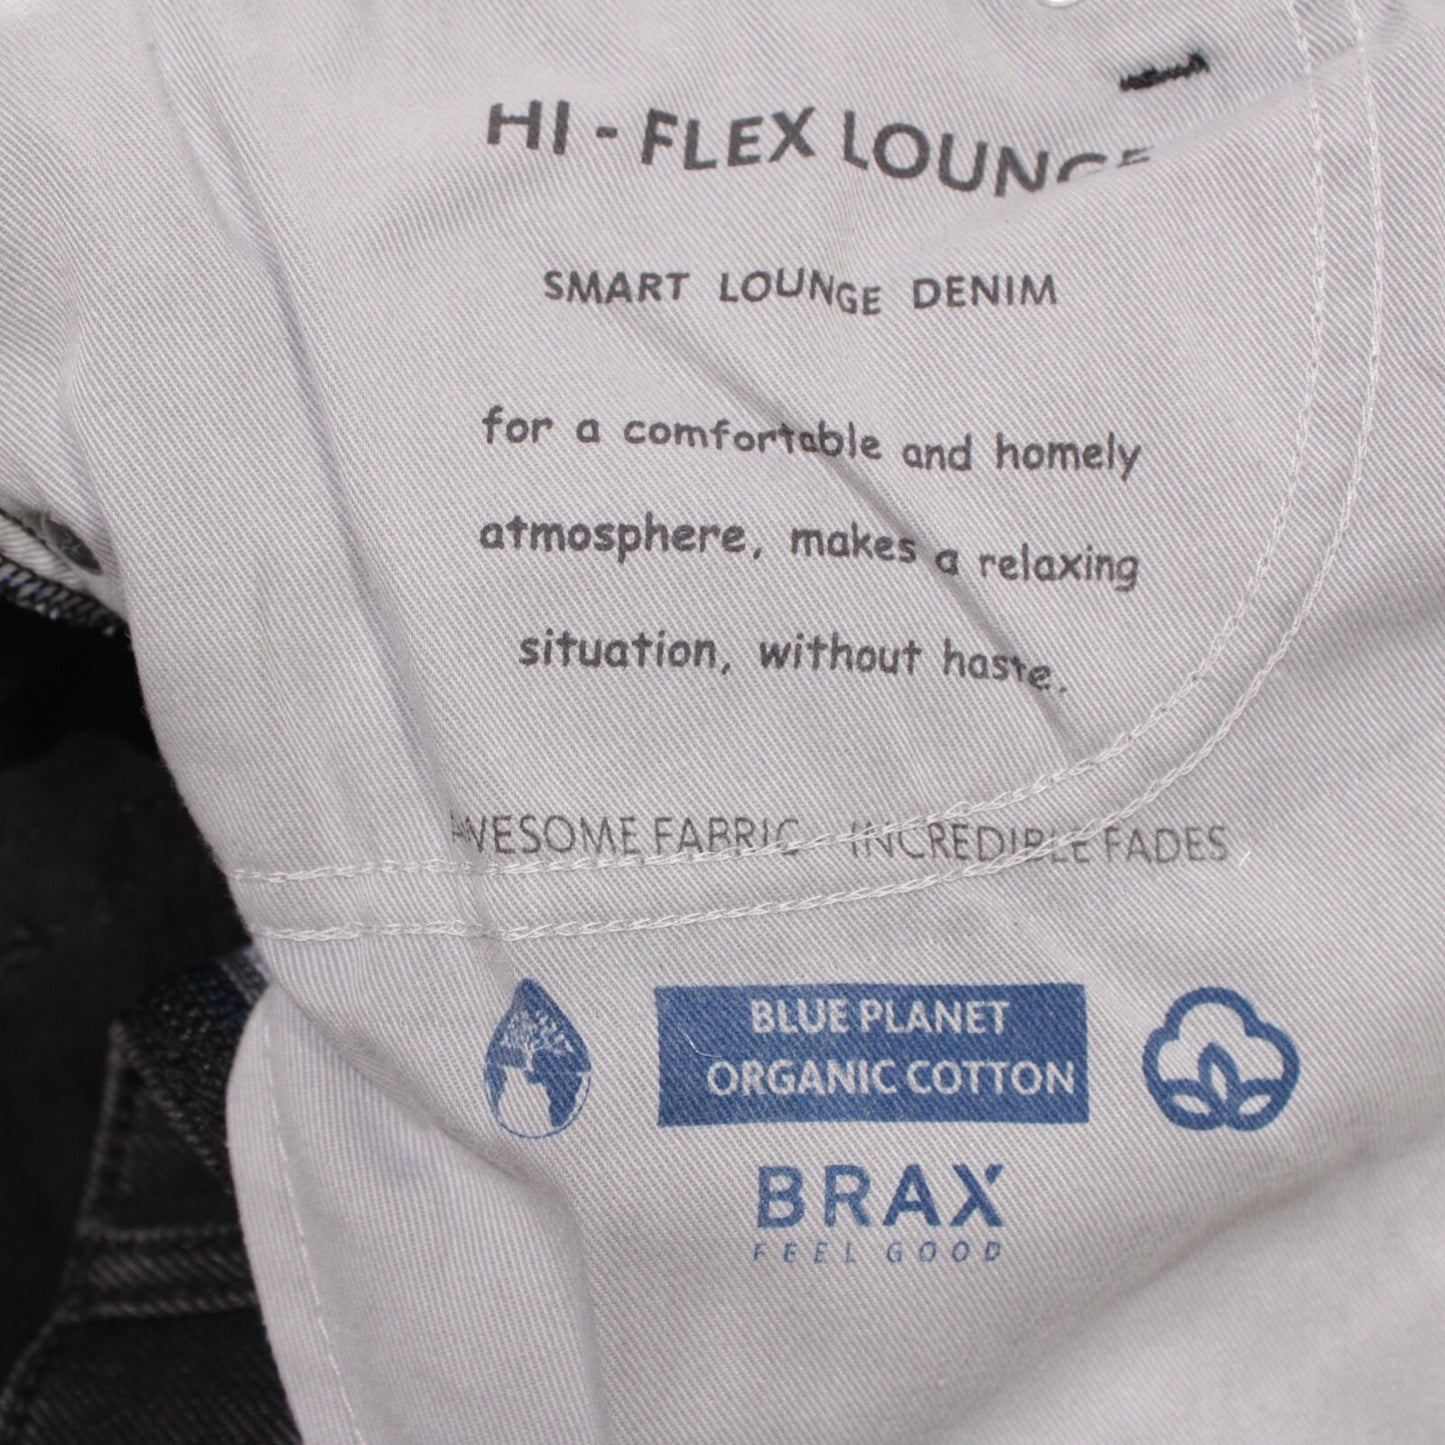 HI - FLEX LOUNGE
SMART LOUNGE DENIM
for a comfortable and homely
atmosphere, makes a relaxing
situation, without haste.
AWESOME FABRIC INCREDIBLE FADES
BLUE PLANET
ORGANIC COTTON
BRAX
FEEL GOOD